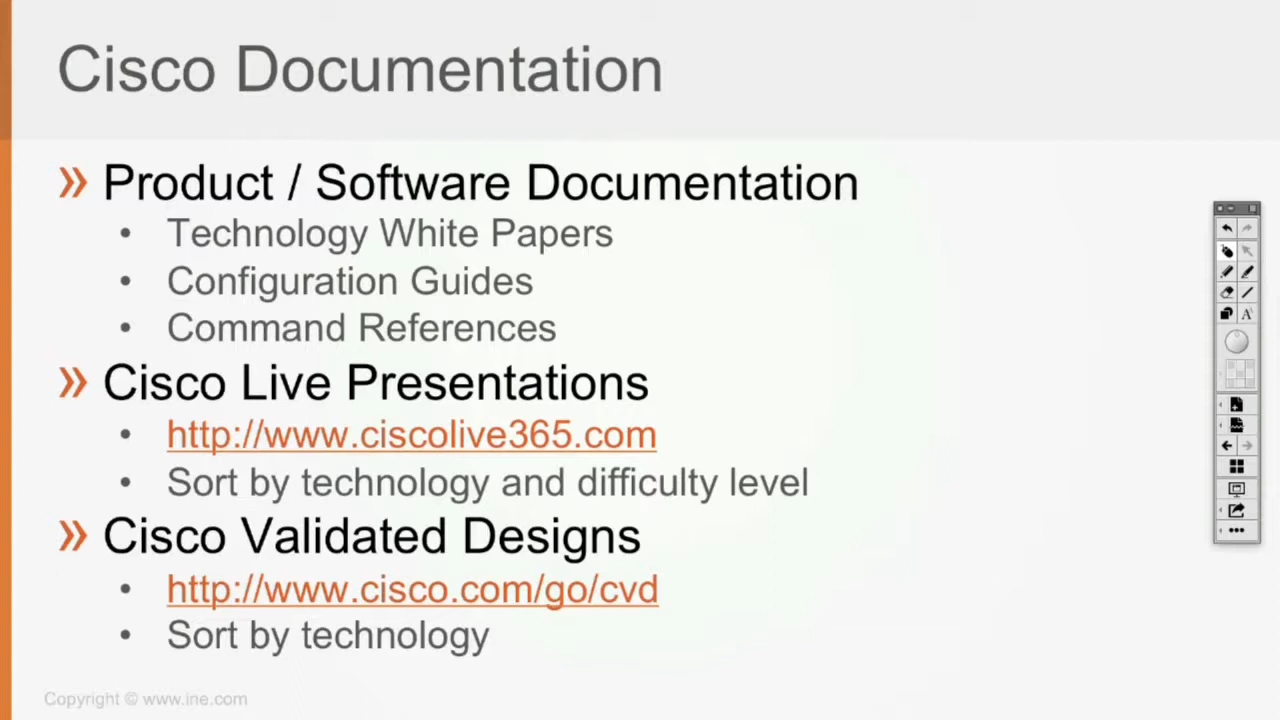 Cisco Documentation
» Product / Software Documentation
• Technology White Papers
• Configuration Guides
• Command References
» Cisco Live Presentations
• http://www.ciscolive365.com
• Sort by technology and difficulty level
» Cisco Validated Designs
• http://www.cisco.com/go/cvd
• Sort by technology
Copyright © www.ine.com
A